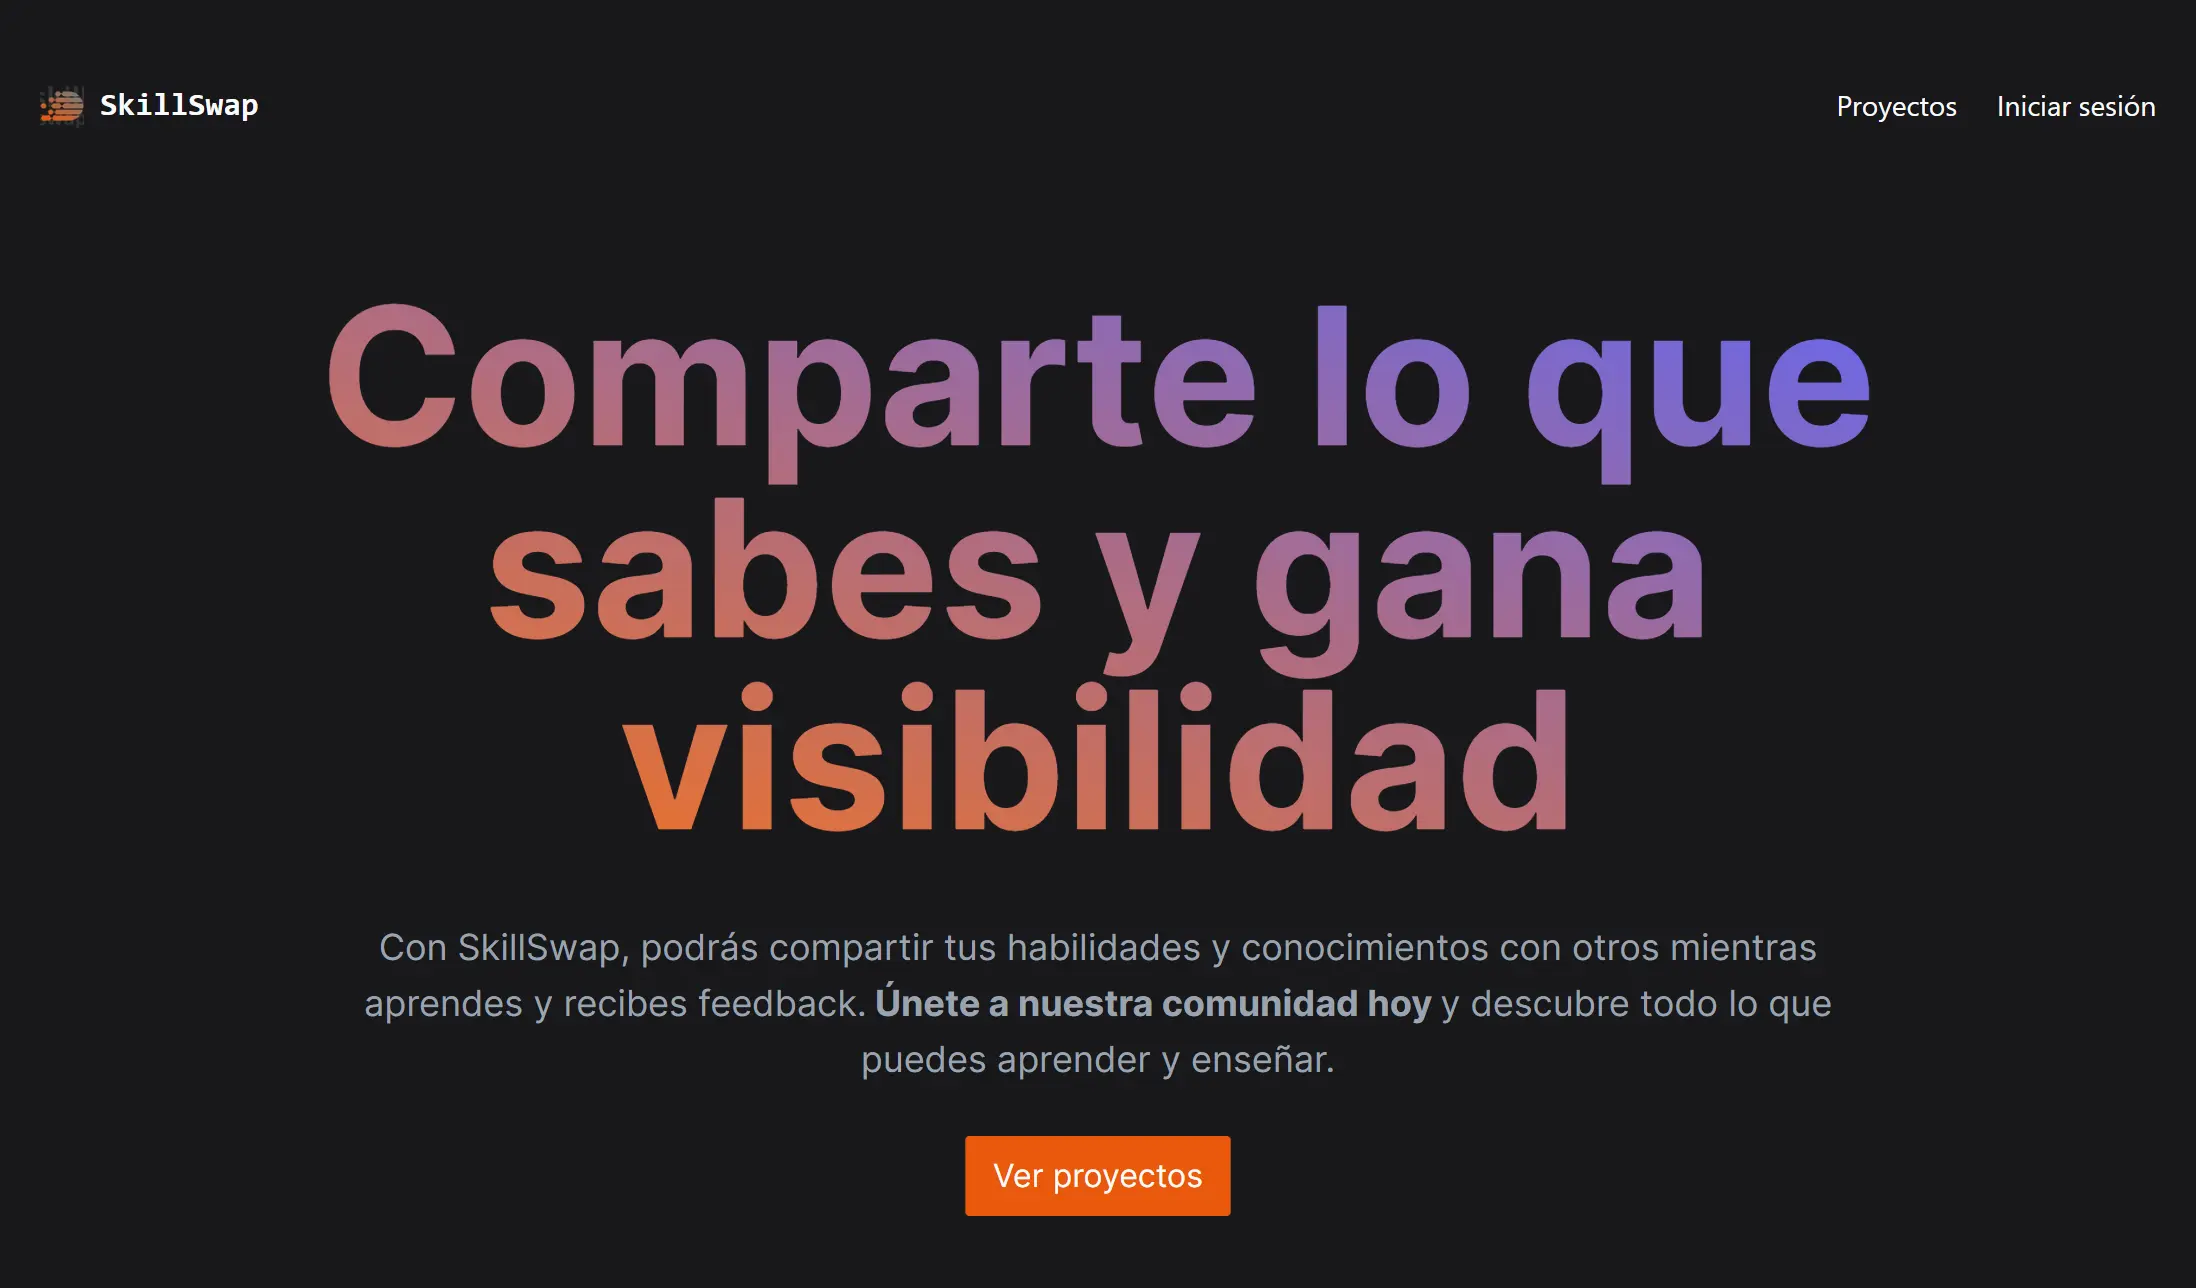 SkillSwap
Proyectos
Iniciar sesión
Comparte lo que
sabes y gana
visibilidad
Con SkillSwap, podrás compartir tus habilidades y conocimientos con otros mientras
aprendes y recibes feedback. Únete a nuestra comunidad hoy y descubre todo lo que
puedes aprender y enseñar.
Ver proyectos